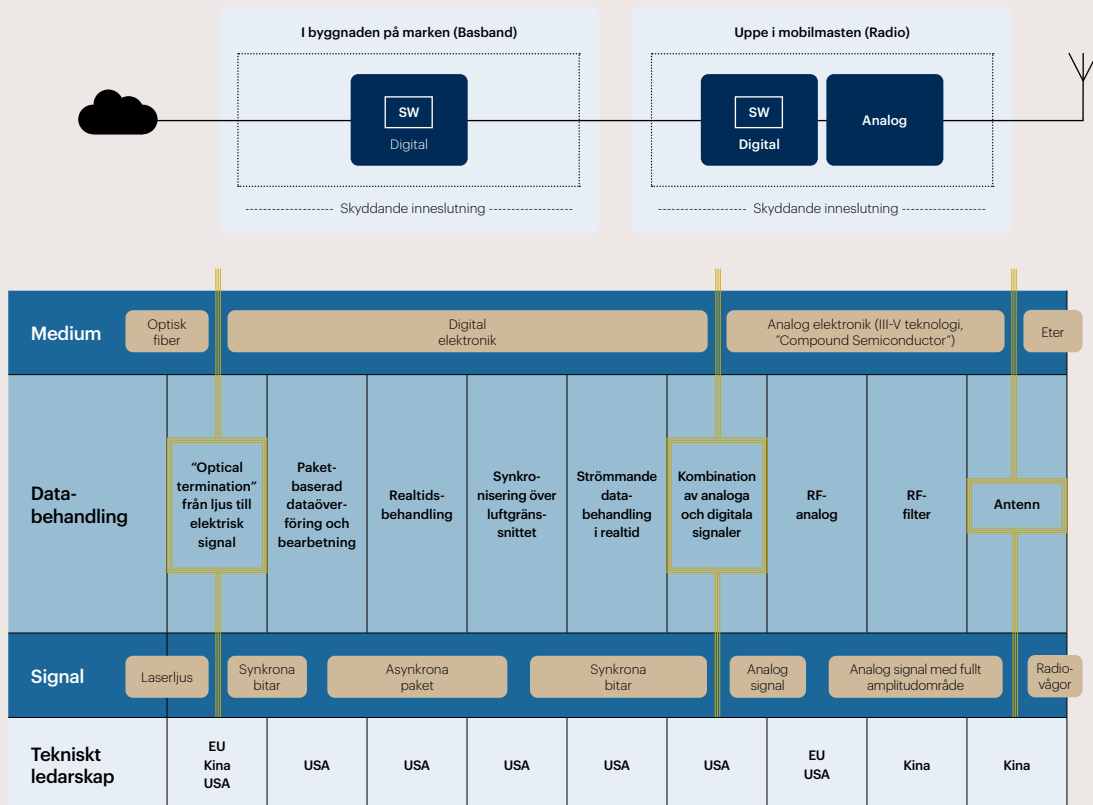 I byggnaden på marken (Basband)
Uppe i mobilmasten (Radio)
SW
Digital
SW
Digital
Analog
Skyddande inneslutning
Skyddande inneslutning
Medium
Optisk
fiber
Digital
elektronik
Analog elektronik (III-V teknologi,
"Compound Semiconductor")
Eter
Data-
behandling
"Optical
termination"
från ljus till
elektrisk
signal
Paket-
baserad
dataöver-
föring och
bearbetning
Realtids-
behandling
Synkro-
nisering över
luftgräns-
snittet
Strömmande
data-
behandling
i realtid
Kombination
av analoga
och digitala
signaler
RF-
analog
RF-
filter
Antenn
Signal
Laserljus
Synkrona
bitar
Asynkrona
paket
Synkrona
bitar
Analog
signal
Analog signal med fullt
amplitudområde
Radio-
vågor
Tekniskt
ledarskap
EU
Kina
USA
USA
USA
USA
USA
USA
EU
USA
Kina
Kina